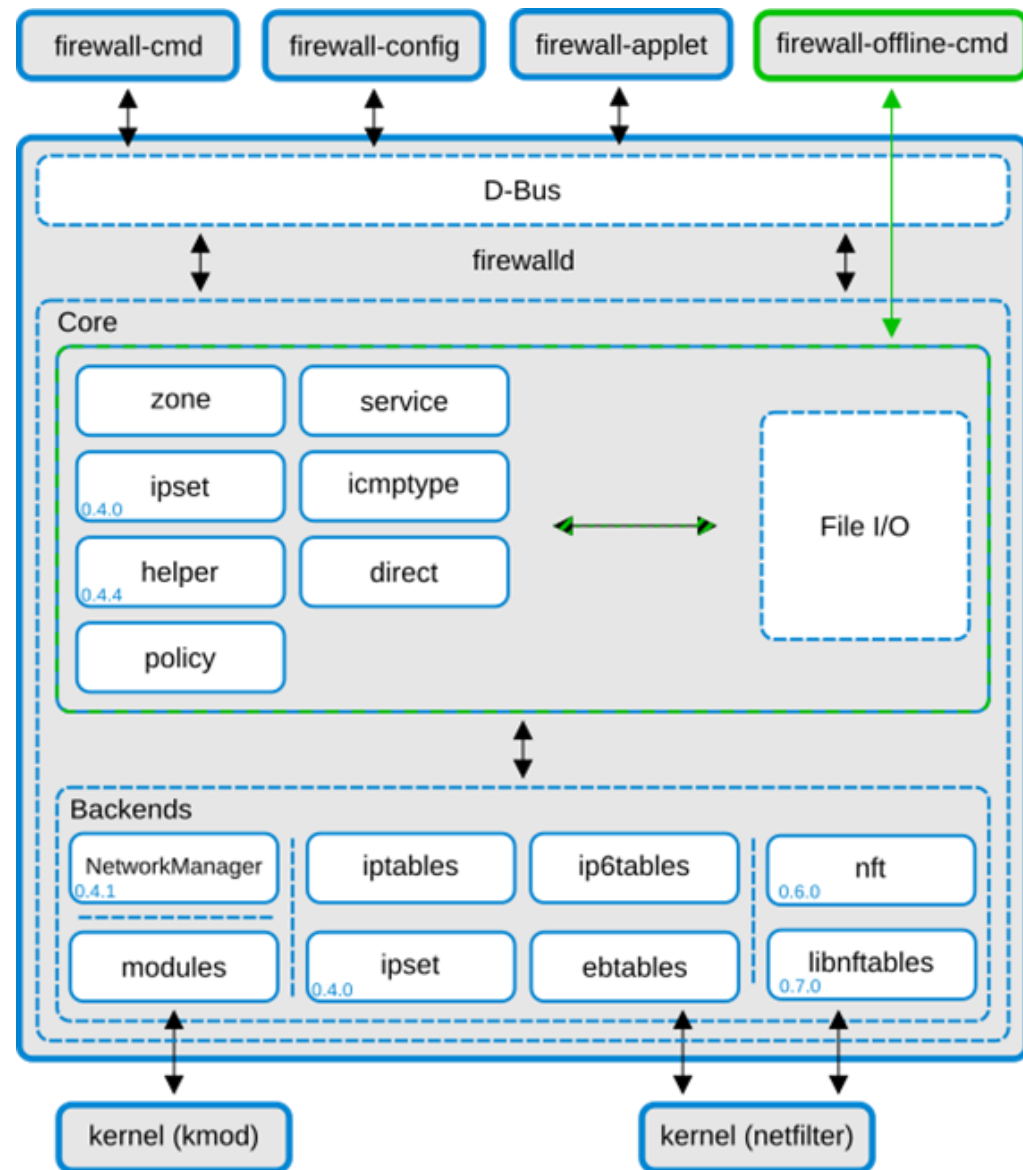 firewall-cmd
firewall-config
firewall-applet
firewall-offline-cmd
D-Bus
firewalld
Core
zone
service
ipset
0.4.0
icmptype
helper
0.4.4
direct
policy
File I/O
Backends
NetworkManager
0.4.1
iptables
ip6tables
nft
0.6.0
modules
ipset
0.4.0
ebtables
libnftables
0.7.0
kernel (kmod)
kernel (netfilter)